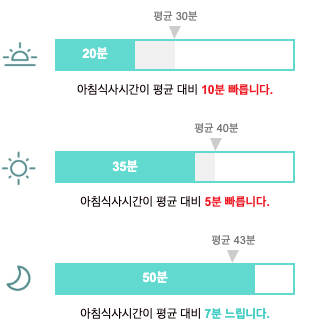 평균 30분
20분
아침식사시간이 평균 대비 10분 빠릅니다.
평균 40분
35분
아침식사시간이 평균 대비 5분 빠릅니다.
평균 43분
50분
아침식사시간이 평균 대비 7분 느립니다.